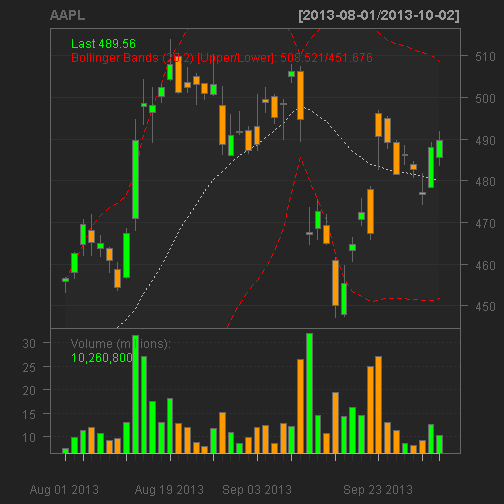 AAPL [2013-08-01/2013-10-02]
Last 489.56
Bollinger Bands (20,2) [Upper/Lower]: 508.521/451.676
510
500
490
480
470
460
450
Volume (millions):
10,260,800
30
25
20
15
10
Aug 01 2013 Aug 19 2013 Sep 03 2013 Sep 23 2013